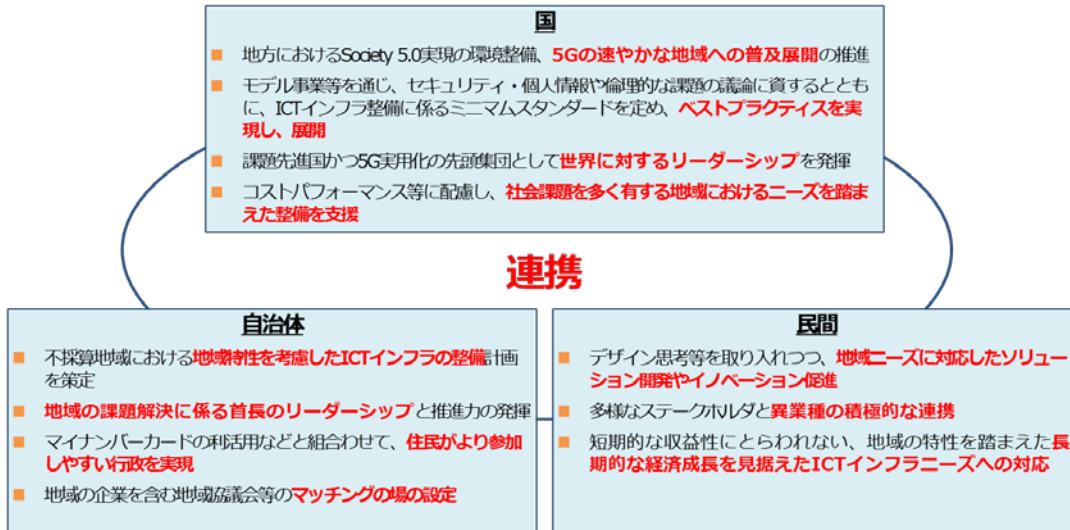 国
地方におけるSociety 5.0実現の環境整備、5Gの速やかな地域への普及展開の推進
モデル事業等を通じ、セキュリティ・個人情報や倫理的な課題の議論に資するととも
に、ICTインフラ整備に係るミニマムスタンダードを定め、ベストプラクティスを実
現し、展開
課題先進国かつ5G実用化の先頭集団として世界に対するリーダーシップを発揮
コストパフォーマンス等に配慮し、社会課題を多く有する地域におけるニーズを踏ま
えた整備を支援
連携
自治体
不採算地域における地域特性を考慮したICTインフラの整備計画
を策定
地域の課題解決に係る首長のリーダーシップと推進力の発揮
マイナンバーカードの利活用などと組合わせて、住民がより参加
しやすい行政を実現
地域の企業を含む地域協議会等のマッチングの場の設定
民間
デザイン思考等を取り入れつつ、地域ニーズに対応したソリュー
ション開発やイノベーション促進
多様なステークホルダと異業種の積極的な連携
短期的な収益性にとらわれない、地域の特性を踏まえた長
期的な経済成長を見据えたICTインフラニーズへの対応